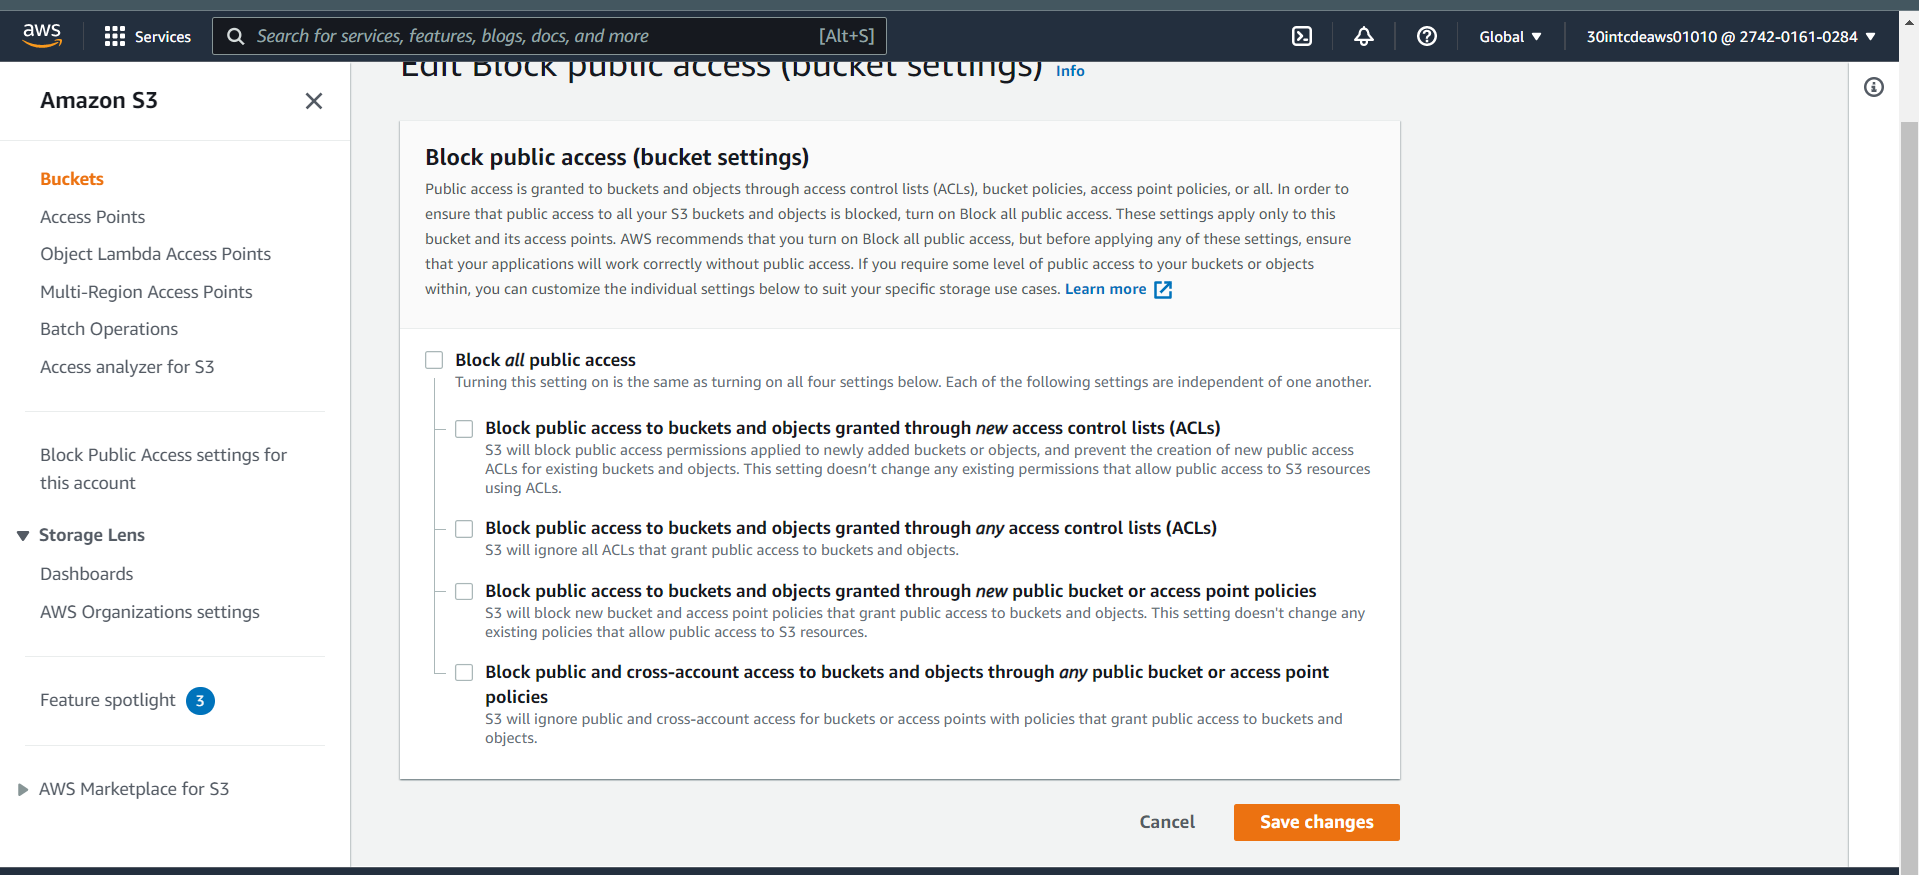 aws
Services
Search for services, features, blogs, docs, and more
[Alt+S]
Global
30intcdeaws01010 @ 2742-0161-0284
Amazon S3
Buckets
Access Points
Object Lambda Access Points
Multi-Region Access Points
Batch Operations
Access analyzer for S3
Block Public Access settings for
this account
Storage Lens
Dashboards
AWS Organizations settings
Feature spotlight 3
AWS Marketplace for S3
Edit Block public access (bucket settings) Info
Block public access (bucket settings)
Public access is granted to buckets and objects through access control lists (ACLs), bucket policies, access point policies, or all. In order to
ensure that public access to all your S3 buckets and objects is blocked, turn on Block all public access. These settings apply only to this
bucket and its access points. AWS recommends that you turn on Block all public access, but before applying any of these settings, ensure
that your applications will work correctly without public access. If you require some level of public access to your buckets or objects
within, you can customize the individual settings below to suit your specific storage use cases. Learn more
Block all public access
Turning this setting on is the same as turning on all four settings below. Each of the following settings are independent of one another.
Block public access to buckets and objects granted through new access control lists (ACLs)
S3 will block public access permissions applied to newly added buckets or objects, and prevent the creation of new public access
ACLs for existing buckets and objects. This setting doesn't change any existing permissions that allow public access to S3 resources
using ACLs.
Block public access to buckets and objects granted through any access control lists (ACLs)
S3 will ignore all ACLs that grant public access to buckets and objects.
Block public access to buckets and objects granted through new public bucket or access point policies
S3 will block new bucket and access point policies that grant public access to buckets and objects. This setting doesn't change any
existing policies that allow public access to S3 resources.
Block public and cross-account access to buckets and objects through any public bucket or access point
policies
S3 will ignore public and cross-account access for buckets or access points with policies that grant public access to buckets and
objects.
Cancel
Save changes